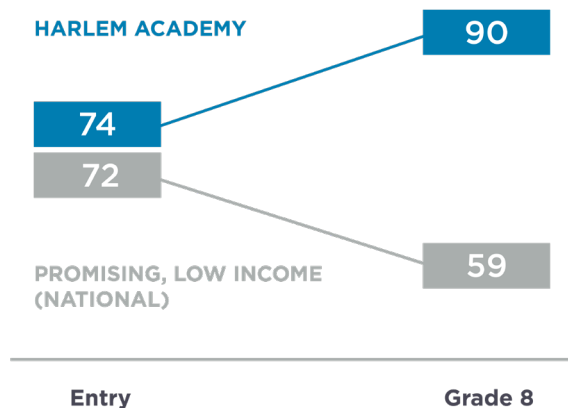 HARLEM ACADEMY
90
74
72
59
PROMISING, LOW INCOME
(NATIONAL)
Entry
Grade 8